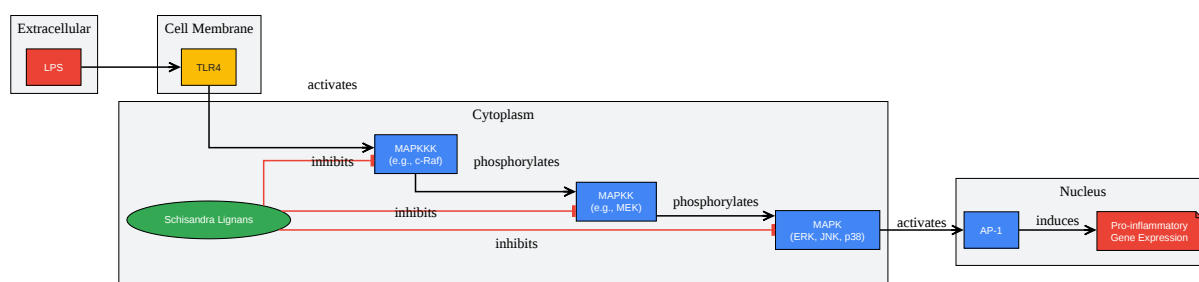 Extracellular
LPS
Cell Membrane
TLR4
activates
Cytoplasm
MAPKKK
(e.g., c-Raf)
inhibits
phosphorylates
MAPKK
(e.g., MEK)
phosphorylates
Schisandra Lignans
inhibits
inhibits
MAPK
(ERK, JNK, p38)
activates
Nucleus
AP-1
induces
Pro-inflammatory
Gene Expression